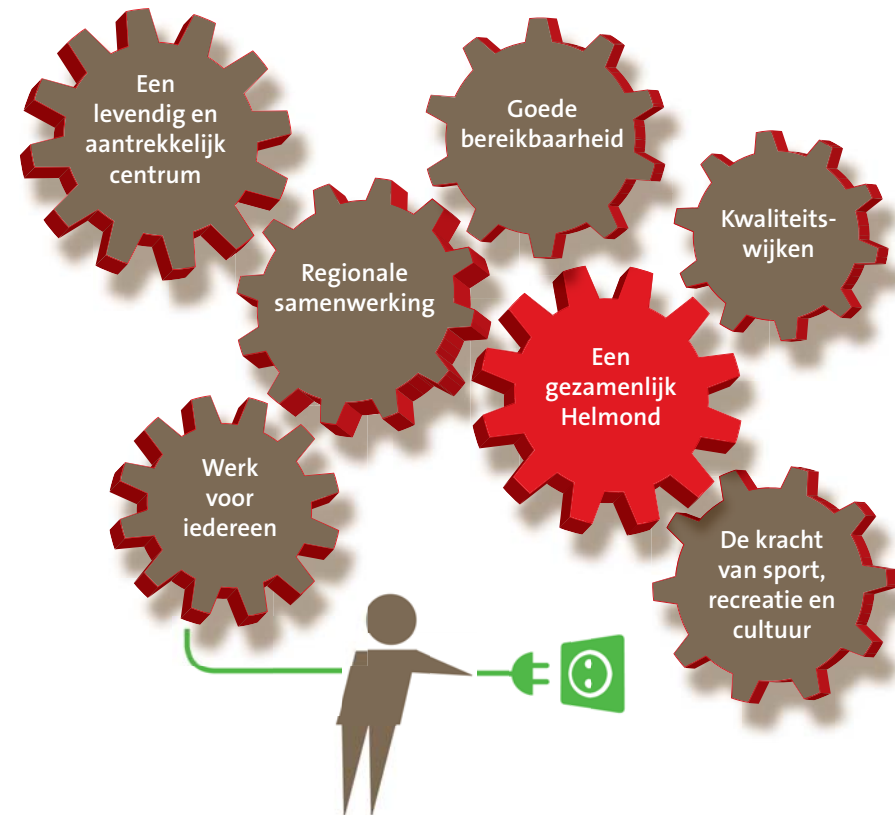 Een
levendig en
aantrekkelijk
centrum
Goede
bereikbaarheid
Kwaliteits-
wijken
Regionale
samenwerking
Een
gezamenlijk
Helmond
Werk
voor
iedereen
De kracht
van sport,
recreatie en
cultuur